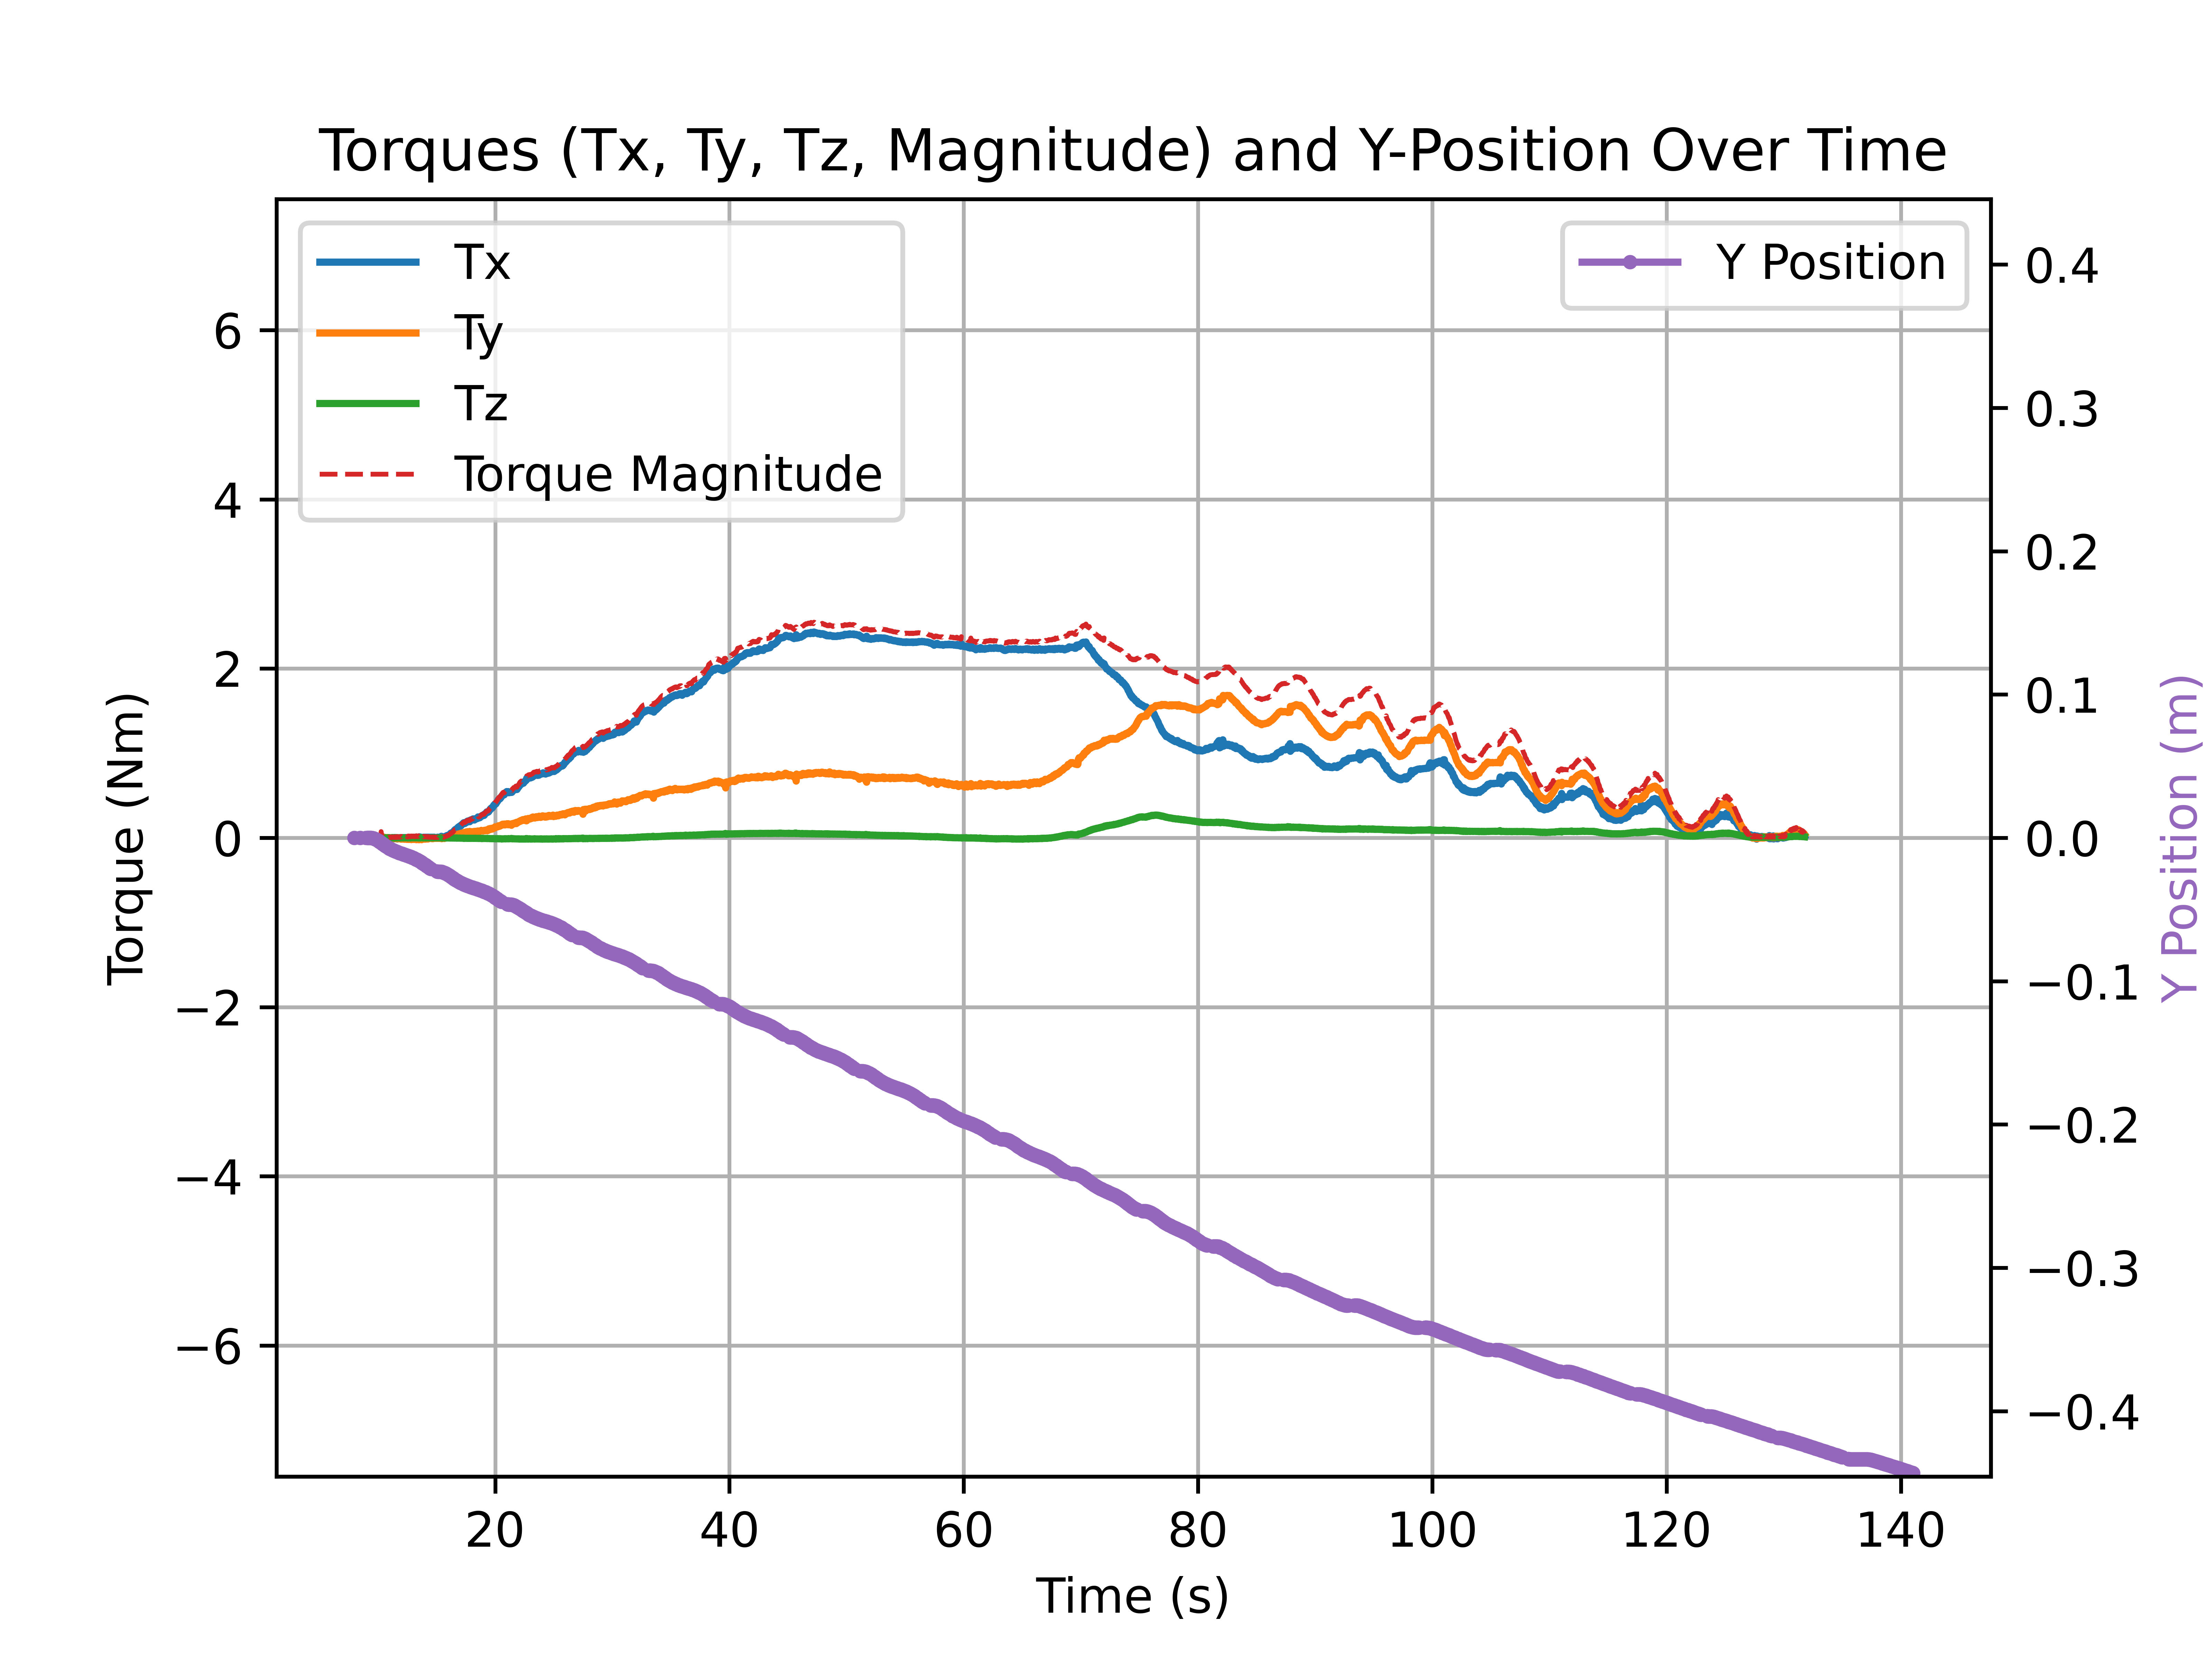 Torques (Tx, Ty, Tz, Magnitude) and Y-Position Over Time
Tx
Ty
Tz
Torque Magnitude
Y Position
6
4
2
0
−2
−4
−6
Torque (Nm)
0.4
0.3
0.2
0.1
0.0
−0.1
−0.2
−0.3
−0.4
Y Position (m)
20 40 60 80 100 120 140
Time (s)